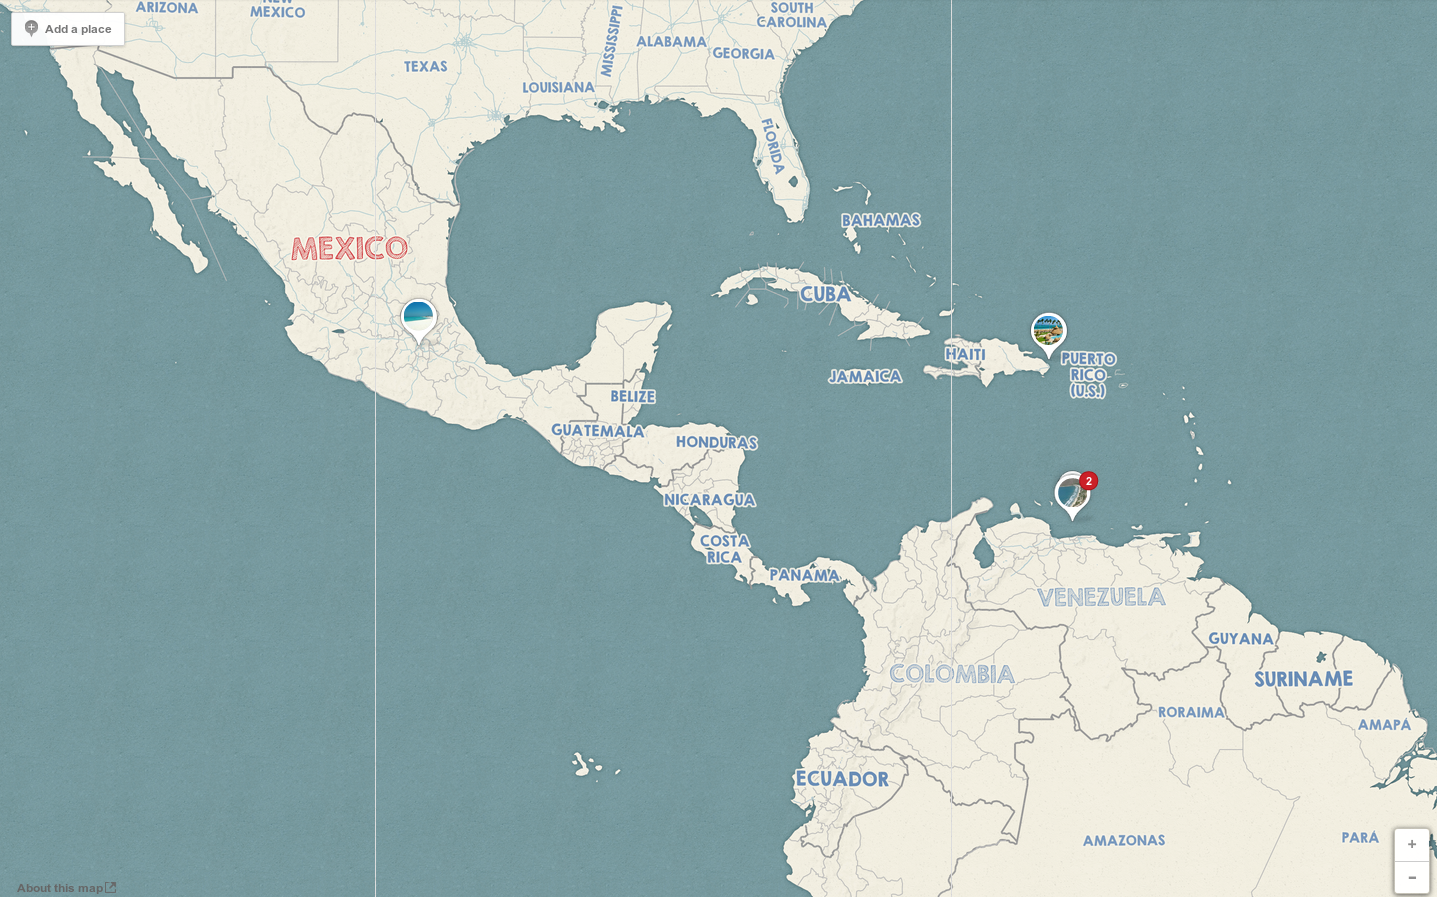 ARIZONA
NEW
MEXICO
SOUTH
CAROLINA
Add a place
MISSISSIPPI
ALABAMA
GEORGIA
TEXAS
LOUISIANA
FLORIDA
BAHAMAS
MEXICO
CUBA
HAITI
PUERTO
RICO
(U.S.)
JAMAICA
BELIZE
GUATEMALA
HONDURAS
2
NICARAGUA
COSTA
RICA
PANAMA
VENEZUELA
GUYANA
COLOMBIA
SURINAME
RORAIMA
AMAPÁ
ECUADOR
AMAZONAS
PARÁ
+
-
About this map